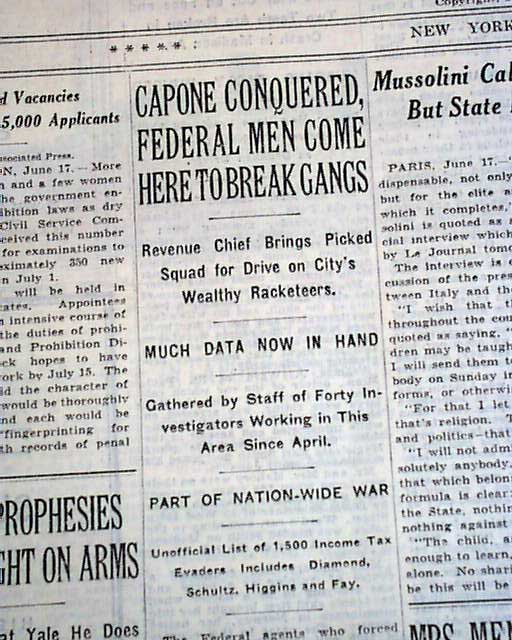 * * * * *
NEW YORK
d Vacancies
5,000 Applicants
ssociated Press.
N, June 17.—More
n and a few women
he government en-
ibition laws as dry
Civil Service Com-
ceived this number
for examinations to
ximately 350 new
n July 1.
will be held in
ates. Appointees
n intensive course of
the duties of prohi-
and Prohibition Di-
ck hopes to have
ork by July 15. The
id the character of
would be thoroughly
nd each would be
"fingerprinting for
th records of penal
PROPHESIES
GHT ON ARMS
at Yale He Does
CAPONE CONQUERED,
FEDERAL MEN COME
HERE TO BREAK GANGS
Revenue Chief Brings Picked
Squad for Drive on City's
Wealthy Racketeers.
MUCH DATA NOW IN HAND
Gathered by Staff of Forty In-
vestigators Working in This
Area Since April.
PART OF NATION-WIDE WAR
Unofficial List of 1,500 Income Tax
Evaders Includes Diamond,
Schultz, Higgins and Fay.
The Federal agents who forced
Mussolini Cal
But State
PARIS, June 17.—
dispensable, not only
but for the elite a
which it completes,"
solini is quoted as
cial interview which
by Le Journal tomo
The interview is
cussion of the pres
tween Italy and the
"I wish that t
throughout the cou
quoted as saying, "
dren may be taugh
I will send them to
body on Sunday in
forms, or otherwi
"For that I let
that's religion. T
and politics—that
"I will not adm
solutely anybody,
that which belon
formula is clear:
the State, nothin
nothing against
"The child, a
enough to learn,
alone. No shari
be this will be
MRS. MEN